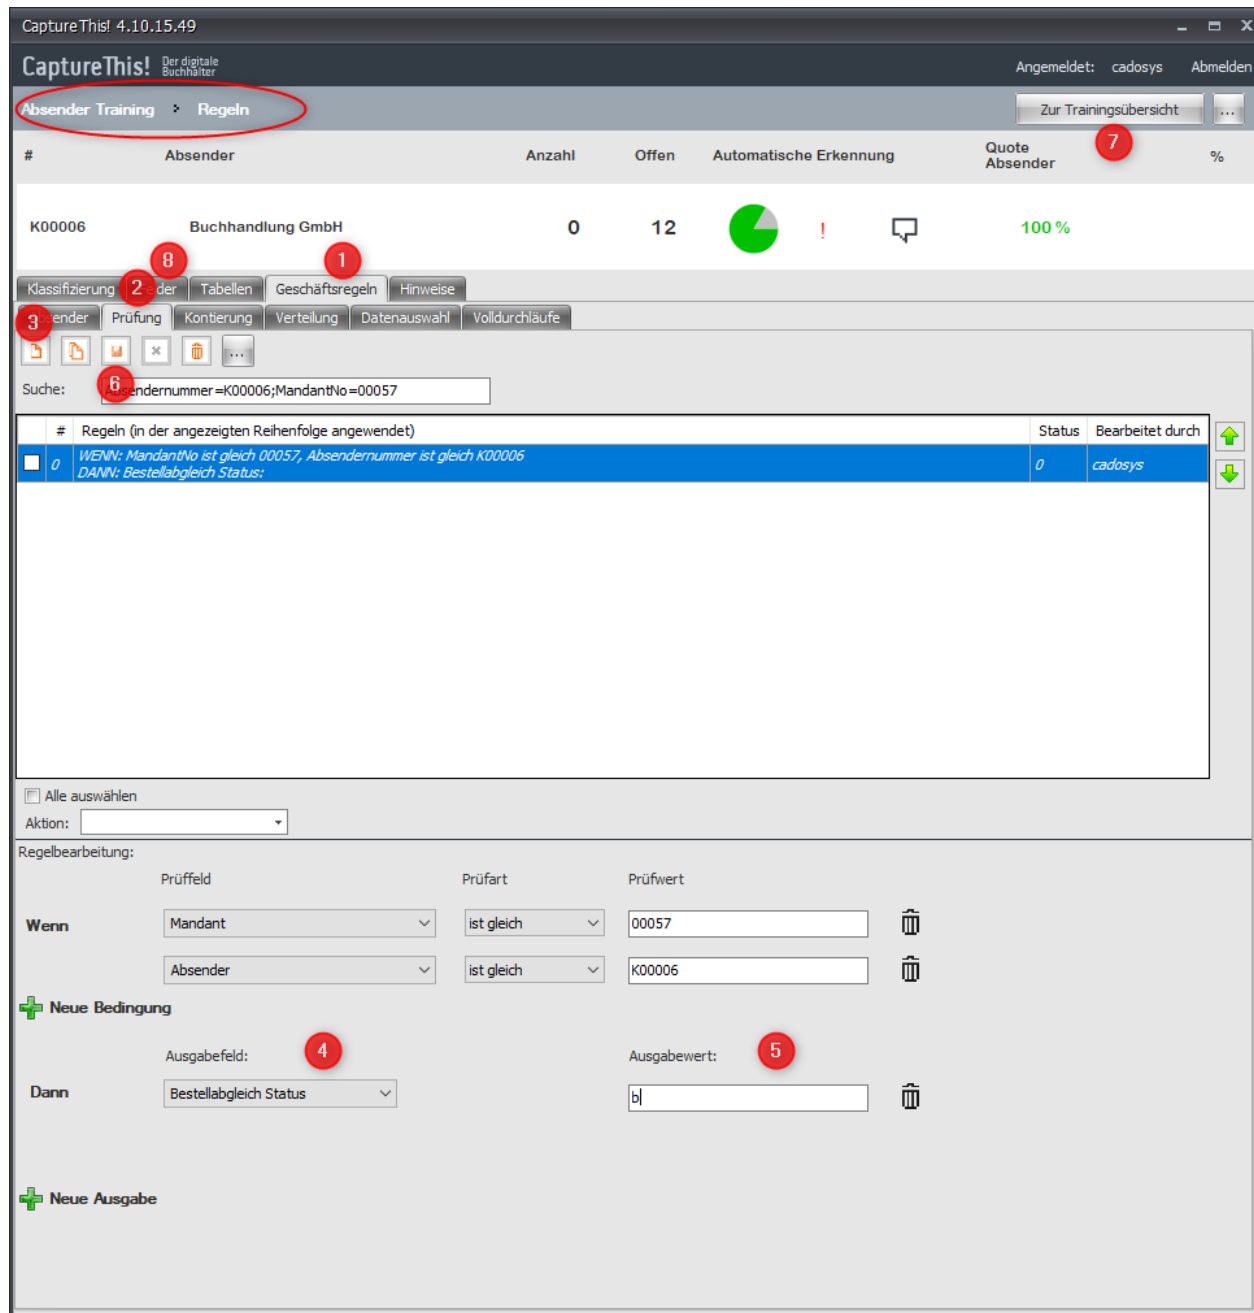 CaptureThis! 4.10.15.49
CaptureThis! Der digitale Buchhälter Angemeldet: cadosys Abmelden
Absender Training Regeln Zur Trainingsübersicht ...
7
# Absender Anzahl Offen Automatische Erkennung Quote Absender %
K00006 Buchhandlung GmbH 0 12 ! 100 %
8 1
Klassifizierung 2 der Tabellen Geschäftsregeln Hinweise
3 ender Prüfung Kontierung Verteilung Datenauswahl Volldurchläufe
...
Suche: 6 bsendernummer=K00006;MandantNo=00057
# Regeln (in der angezeigten Reihenfolge angewendet) Status Bearbeitet durch
0 WENN: MandantNo ist gleich 00057, Absendernummer ist gleich K00006 0 cadosys
DANN: Bestellabgleich Status:
Alle auswählen
Aktion:
Regelbearbeitung:
Prüffeld Prüfart Prüfwert
Wenn Mandant ist gleich 00057
Absender ist gleich K00006
Neue Bedingung
Ausgabefeld: 4 Ausgabewert: 5
Dann Bestellabgleich Status b
Neue Ausgabe